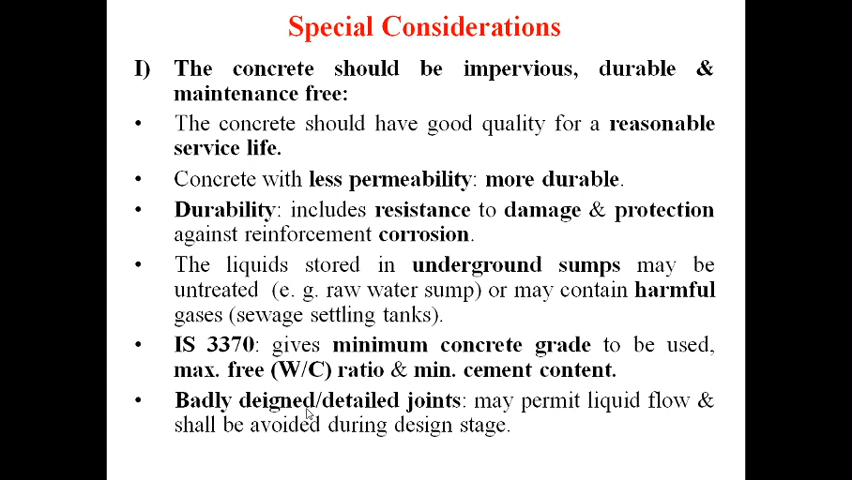 Special Considerations
I) The concrete should be impervious, durable &
maintenance free:
• The concrete should have good quality for a reasonable
service life.
• Concrete with less permeability: more durable.
• Durability: includes resistance to damage & protection
against reinforcement corrosion.
• The liquids stored in underground sumps may be
untreated (e. g. raw water sump) or may contain harmful
gases (sewage settling tanks).
• IS 3370: gives minimum concrete grade to be used,
max. free (W/C) ratio & min. cement content.
• Badly deigned/detailed joints: may permit liquid flow &
shall be avoided during design stage.